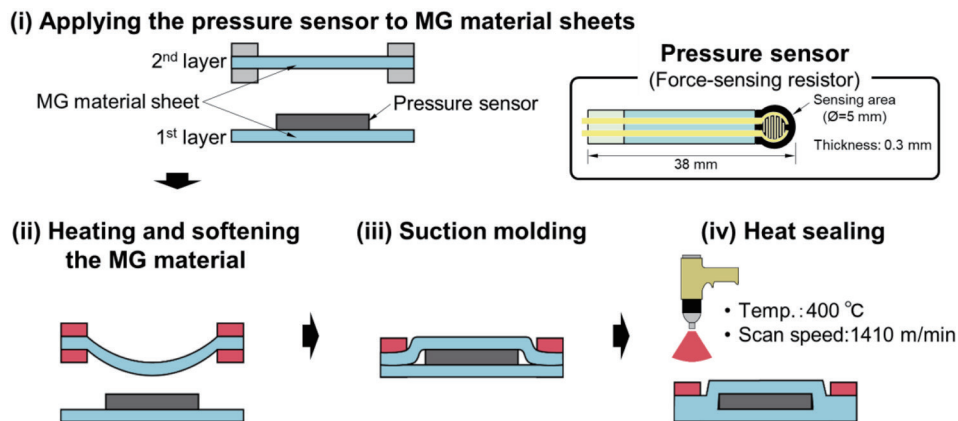 (i) Applying the pressure sensor to MG material sheets
2nd layer
MG material sheet
Pressure sensor
1st layer
Pressure sensor
(Force-sensing resistor)
Sensing area
(Ø=5 mm)
Thickness: 0.3 mm
38 mm
(ii) Heating and softening
the MG material
(iii) Suction molding
(iv) Heat sealing
• Temp.: 400 ℃
• Scan speed:1410 m/min